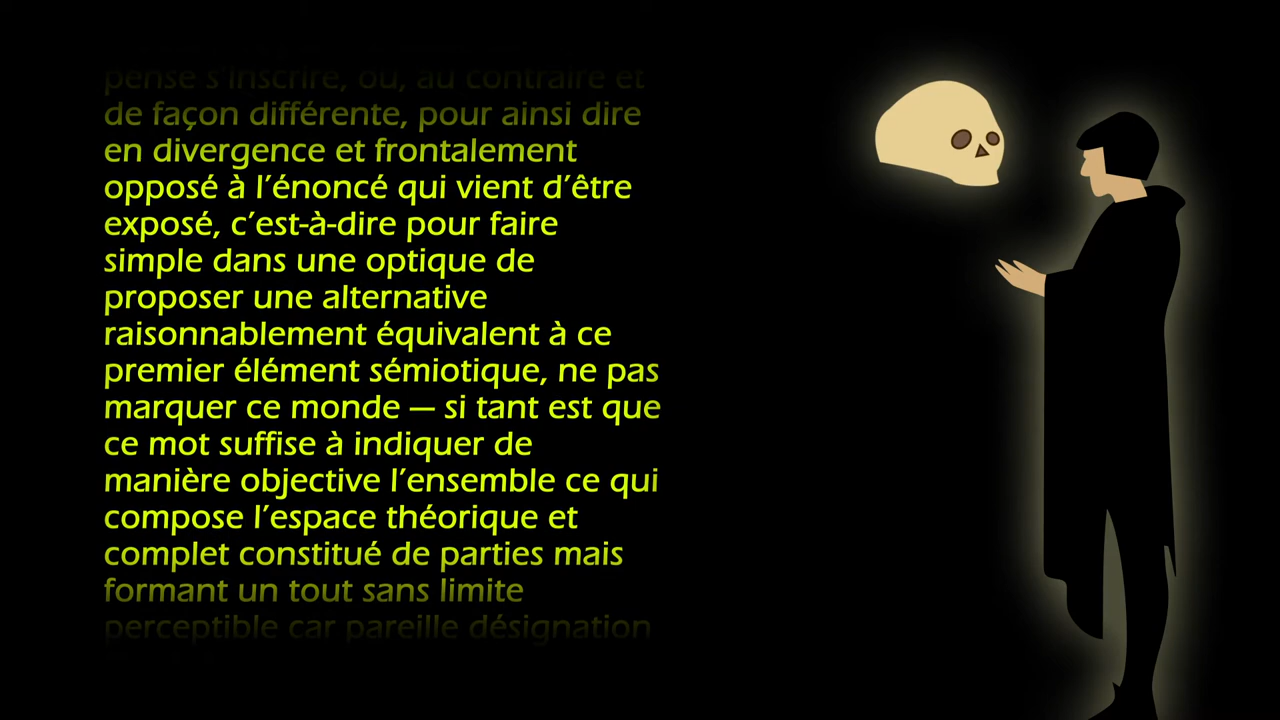 pense s'inscrire, ou, au contraire et
de façon différente, pour ainsi dire
en divergence et frontalement
opposé à l’énoncé qui vient d’être
exposé, c’est-à-dire pour faire
simple dans une optique de
proposer une alternative
raisonnablement équivalent à ce
premier élément sémiotique, ne pas
marquer ce monde — si tant est que
ce mot suffise à indiquer de
manière objective l’ensemble ce qui
compose l’espace théorique et
complet constitué de parties mais
formant un tout sans limite
perceptible car pareille désignation